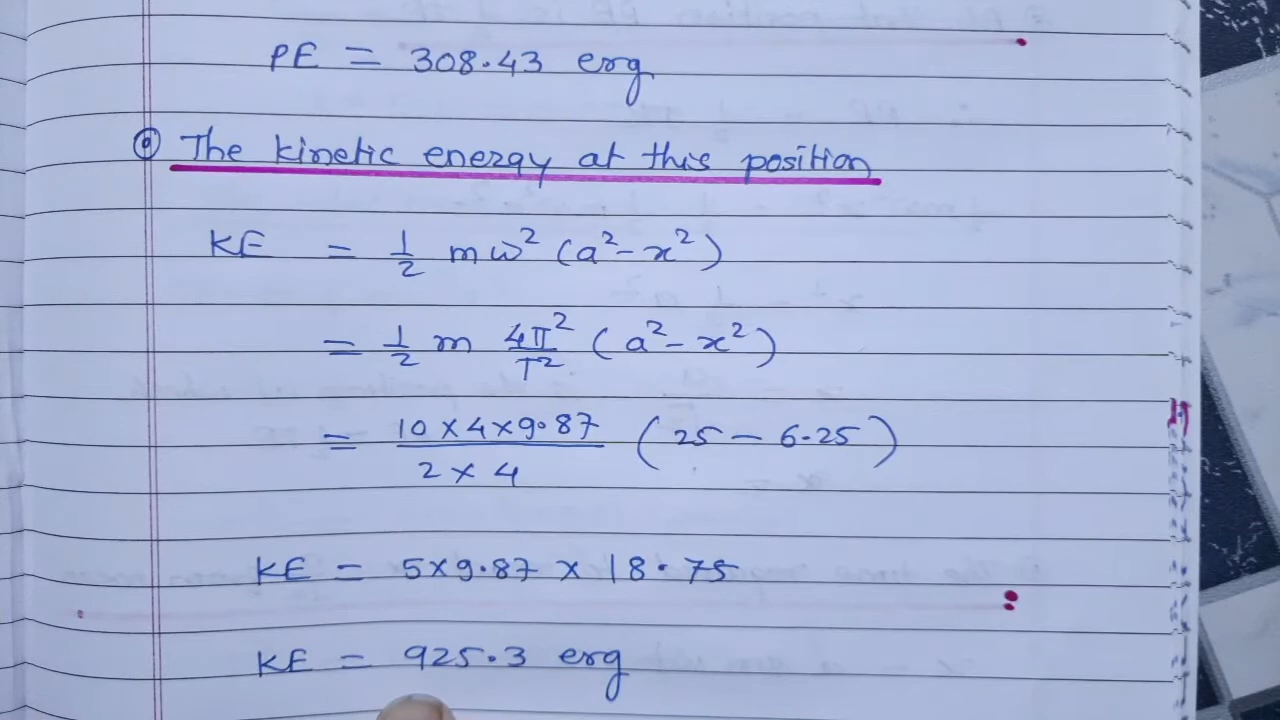 PE = 308.43 erg
The kinetic energy at this position
KE = 1/2 mω² (a² - x²)
= 1/2 m 4π²/T² (a² - x²)
= 10 × 4 × 9.87 / 2 × 4 (25 - 6.25)
KE = 5 × 9.87 × 18.75
KE = 925.3 erg